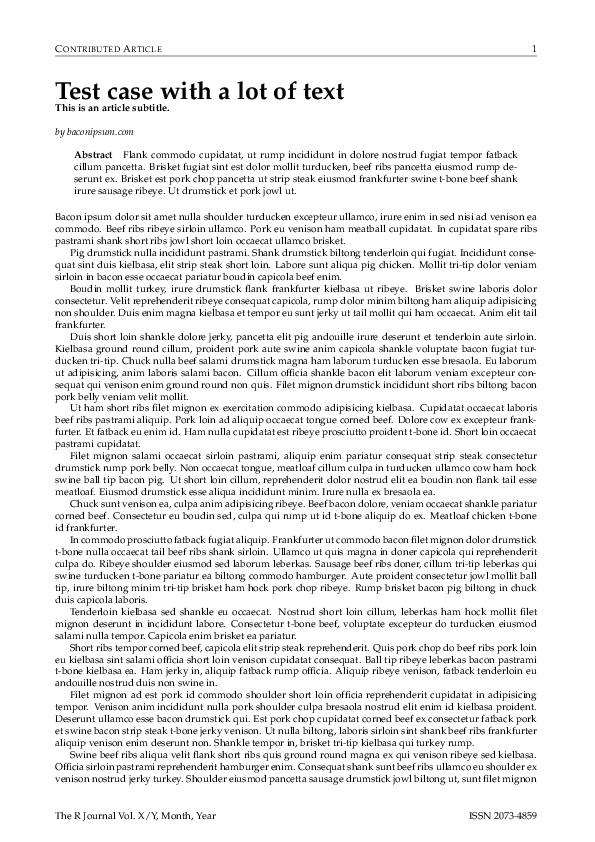 CONTRIBUTED ARTICLE 1
Test case with a lot of text
This is an article subtitle.
by baconipsum.com
Abstract Flank commodo cupidatat, ut rump incididunt in dolore nostrud fugiat tempor fatback
cillum pancetta. Brisket fugiat sint est dolor mollit turducken, beef ribs pancetta eiusmod rump de-
serunt ex. Brisket est pork chop pancetta ut strip steak eiusmod frankfurter swine t-bone beef shank
irure sausage ribeye. Ut drumstick et pork jowl ut.
Bacon ipsum dolor sit amet nulla shoulder turducken excepteur ullamco, irure enim in sed nisi ad venison ea
commodo. Beef ribs ribeye sirloin ullamco. Pork eu venison ham meatball cupidatat. In cupidatat spare ribs
pastrami shank short ribs jowl short loin occaecat ullamco brisket.
Pig drumstick nulla incididunt pastrami. Shank drumstick biltong tenderloin qui fugiat. Incididunt conse-
quat sint duis kielbasa, elit strip steak short loin. Labore sunt aliqua pig chicken. Mollit tri-tip dolor veniam
sirloin in bacon esse occaecat pariatur boudin capicola beef enim.
Boudin mollit turkey, irure drumstick flank frankfurter kielbasa ut ribeye. Brisket swine laboris dolor
consectetur. Velit reprehenderit ribeye consequat capicola, rump dolor minim biltong ham aliquip adipisicing
non shoulder. Duis enim magna kielbasa et tempor eu sunt jerky ut tail mollit qui ham occaecat. Anim elit tail
frankfurter.
Duis short loin shankle dolore jerky, pancetta elit pig andouille irure deserunt et tenderloin aute sirloin.
Kielbasa ground round cillum, proident pork aute swine anim capicola shankle voluptate bacon fugiat tur-
ducken tri-tip. Chuck nulla beef salami drumstick magna ham laborum turducken esse bresaola. Eu laborum
ut adipisicing, anim laboris salami bacon. Cillum officia shankle bacon elit laborum veniam excepteur con-
sequat qui venison enim ground round non quis. Filet mignon drumstick incididunt short ribs biltong bacon
pork belly veniam velit mollit.
Ut ham short ribs filet mignon ex exercitation commodo adipisicing kielbasa. Cupidatat occaecat laboris
beef ribs pastrami aliquip. Pork loin ad aliquip occaecat tongue corned beef. Dolore cow ex excepteur frank-
furter. Et fatback eu enim id. Ham nulla cupidatat est ribeye prosciutto proident t-bone id. Short loin occaecat
pastrami cupidatat.
Filet mignon salami occaecat sirloin pastrami, aliquip enim pariatur consequat strip steak consectetur
drumstick rump pork belly. Non occaecat tongue, meatloaf cillum culpa in turducken ullamco cow ham hock
swine ball tip bacon pig. Ut short loin cillum, reprehenderit dolor nostrud elit ea boudin non flank tail esse
meatloaf. Eiusmod drumstick esse aliqua incididunt minim. Irure nulla ex bresaola ea.
Chuck sunt venison ea, culpa anim adipisicing ribeye. Beef bacon dolore, veniam occaecat shankle pariatur
corned beef. Consectetur eu boudin sed, culpa qui rump ut id t-bone aliquip do ex. Meatloaf chicken t-bone
id frankfurter.
In commodo prosciutto fatback fugiat aliquip. Frankfurter ut commodo bacon filet mignon dolor drumstick
t-bone nulla occaecat tail beef ribs shank sirloin. Ullamco ut quis magna in doner capicola qui reprehenderit
culpa do. Ribeye shoulder eiusmod sed laborum leberkas. Sausage beef ribs doner, cillum tri-tip leberkas qui
swine turducken t-bone pariatur ea biltong commodo hamburger. Aute proident consectetur jowl mollit ball
tip, irure biltong minim tri-tip brisket ham hock pork chop ribeye. Rump brisket bacon pig biltong in chuck
duis capicola laboris.
Tenderloin kielbasa sed shankle eu occaecat. Nostrud short loin cillum, leberkas ham hock mollit filet
mignon deserunt in incididunt labore. Consectetur t-bone beef, voluptate excepteur do turducken eiusmod
salami nulla tempor. Capicola enim brisket ea pariatur.
Short ribs tempor corned beef, capicola elit strip steak reprehenderit. Quis pork chop do beef ribs pork loin
eu kielbasa sint salami officia short loin venison cupidatat consequat. Ball tip ribeye leberkas bacon pastrami
t-bone kielbasa ea. Ham jerky in, aliquip fatback rump officia. Aliquip ribeye venison, fatback tenderloin eu
andouille nostrud duis non swine in.
Filet mignon ad est pork id commodo shoulder short loin officia reprehenderit cupidatat in adipisicing
tempor. Venison anim incididunt nulla pork shoulder culpa bresaola nostrud elit enim id kielbasa proident.
Deserunt ullamco esse bacon drumstick qui. Est pork chop cupidatat corned beef ex consectetur fatback pork
et swine bacon strip steak t-bone jerky venison. Ut nulla biltong, laboris sirloin sint shank beef ribs frankfurter
aliquip venison enim deserunt non. Shankle tempor in, brisket tri-tip kielbasa qui turkey rump.
Swine beef ribs aliqua velit flank short ribs quis ground round magna ex qui venison ribeye sed kielbasa.
Officia sirloin pastrami reprehenderit hamburger enim. Consequat shank sunt beef ribs ullamco eu shoulder ex
venison nostrud jerky turkey. Shoulder eiusmod pancetta sausage drumstick jowl biltong ut, sunt filet mignon
The R Journal Vol. X/Y, Month, Year ISSN 2073-4859